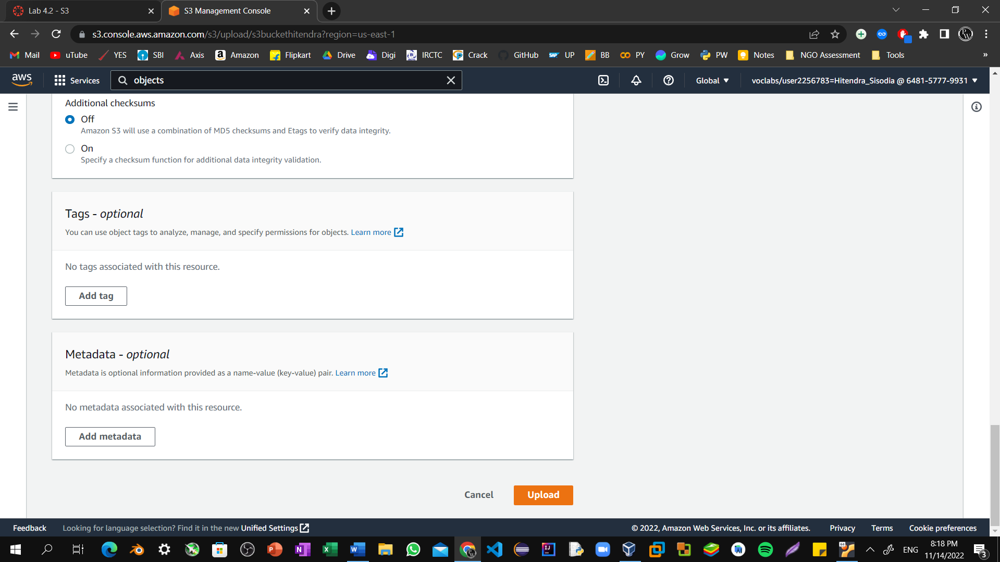 Lab 4.2 - S3
S3 Management Console
s3.console.aws.amazon.com/s3/upload/s3buckethitendra?region=us-east-1
Mail uTube YES SBI Axis Amazon Flipkart Drive Digi IRCTC Crack GitHub UP BB PY Grow PW Notes NGO Assessment Tools »
aws Services objects Global voclabs/user2256783=Hitendra_Sisodia @ 6481-5777-9931
Additional checksums
Off
Amazon S3 will use a combination of MD5 checksums and Etags to verify data integrity.
On
Specify a checksum function for additional data integrity validation.
Tags - optional
You can use object tags to analyze, manage, and specify permissions for objects. Learn more
No tags associated with this resource.
Add tag
Metadata - optional
Metadata is optional information provided as a name-value (key-value) pair. Learn more
No metadata associated with this resource.
Add metadata
Cancel Upload
Feedback Looking for language selection? Find it in the new Unified Settings © 2022, Amazon Web Services, Inc. or its affiliates. Privacy Terms Cookie preferences
ENG
8:18 PM
11/14/2022
3